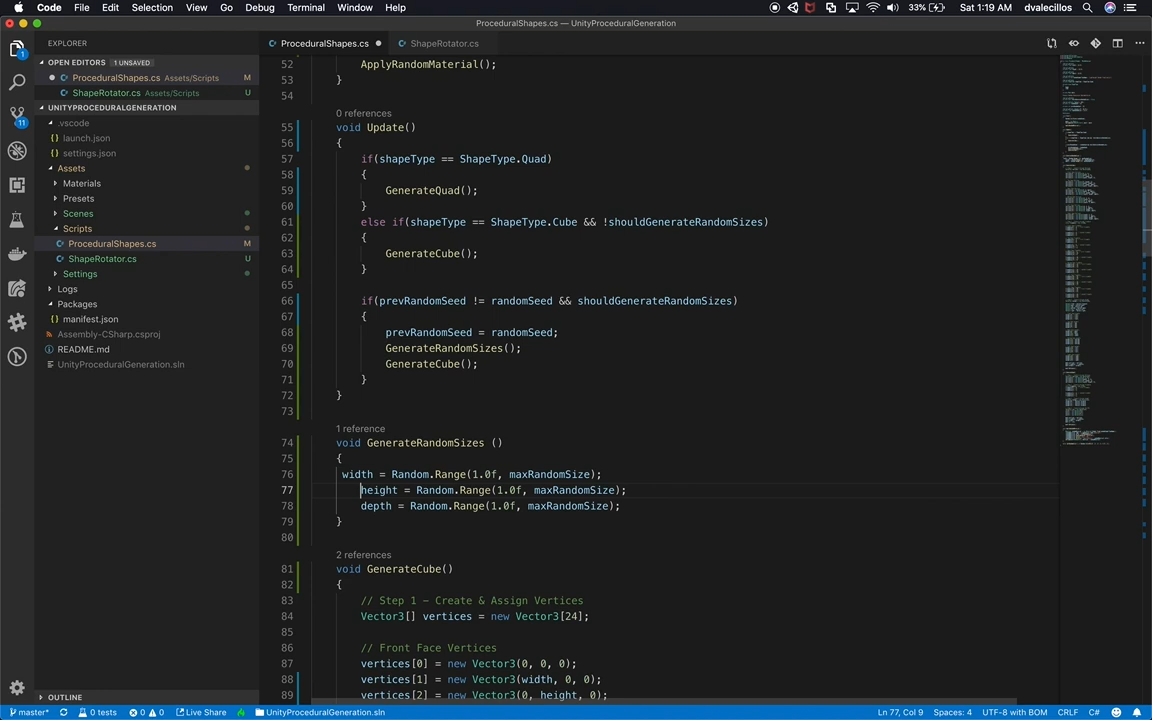 Code File Edit Selection View Go Debug Terminal Window Help 33% Sat 1:19 AM dvalecillos
ProceduralShapes.cs — UnityProceduralGeneration
EXPLORER
OPEN EDITORS 1 UNSAVED
ProceduralShapes.cs Assets/Scripts M
ShapeRotator.cs Assets/Scripts U
UNITYPROCEDURALGENERATION
.vscode
launch.json
settings.json
Assets
Materials
Presets
Scenes
Scripts
ProceduralShapes.cs M
ShapeRotator.cs U
Settings
Logs
Packages
manifest.json
Assembly-CSharp.csproj
README.md
UnityProceduralGeneration.sln
OUTLINE
1
11
ProceduralShapes.cs ShapeRotator.cs
52 ApplyRandomMaterial();
53 }
54
0 references
55 void Update()
56 {
57 if(shapeType == ShapeType.Quad)
58 {
59 GenerateQuad();
60 }
61 else if(shapeType == ShapeType.Cube && !shouldGenerateRandomSizes)
62 {
63 GenerateCube();
64 }
65
66 if(prevRandomSeed != randomSeed && shouldGenerateRandomSizes)
67 {
68 prevRandomSeed = randomSeed;
69 GenerateRandomSizes();
70 GenerateCube();
71 }
72 }
73
1 reference
74 void GenerateRandomSizes ()
75 {
76 width = Random.Range(1.0f, maxRandomSize);
77 height = Random.Range(1.0f, maxRandomSize);
78 depth = Random.Range(1.0f, maxRandomSize);
79 }
80
2 references
81 void GenerateCube()
82 {
83 // Step 1 - Create & Assign Vertices
84 Vector3[] vertices = new Vector3[24];
85
86 // Front Face Vertices
87 vertices[0] = new Vector3(0, 0, 0);
88 vertices[1] = new Vector3(width, 0, 0);
89 vertices[2] = new Vector3(0, height, 0);
master* 0 tests 0 0 Live Share UnityProceduralGeneration.sln Ln 77, Col 9 Spaces: 4 UTF-8 with BOM CRLF C#